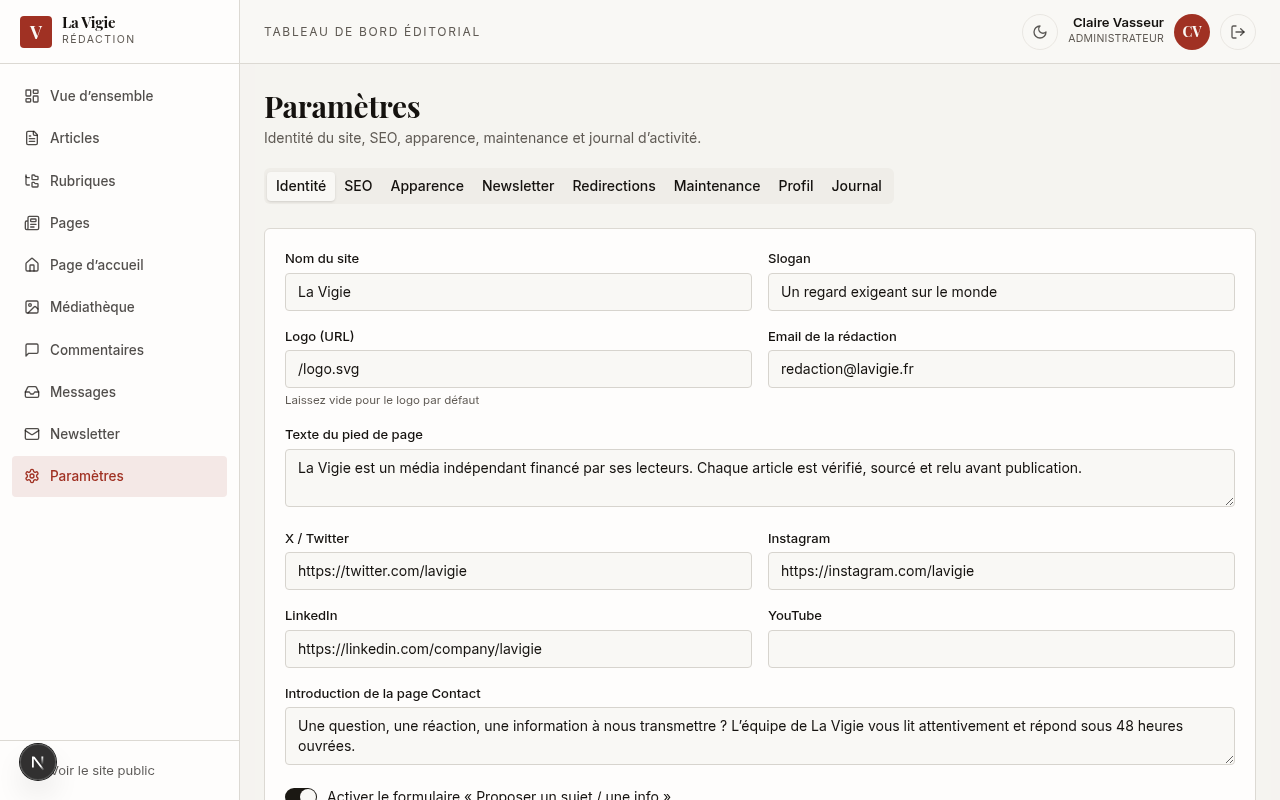 V
La Vigie
RÉDACTION
TABLEAU DE BORD ÉDITORIAL
Claire Vasseur
ADMINISTRATEUR
CV
Vue d’ensemble
Articles
Rubriques
Pages
Page d’accueil
Médiathèque
Commentaires
Messages
Newsletter
Paramètres
Voir le site public
N
Paramètres
Identité du site, SEO, apparence, maintenance et journal d’activité.
Identité SEO Apparence Newsletter Redirections Maintenance Profil Journal
Nom du site
La Vigie
Slogan
Un regard exigeant sur le monde
Logo (URL)
/logo.svg
Laissez vide pour le logo par défaut
Email de la rédaction
redaction@lavigie.fr
Texte du pied de page
La Vigie est un média indépendant financé par ses lecteurs. Chaque article est vérifié, sourcé et relu avant publication.
X / Twitter
https://twitter.com/lavigie
Instagram
https://instagram.com/lavigie
LinkedIn
https://linkedin.com/company/lavigie
YouTube
Introduction de la page Contact
Une question, une réaction, une information à nous transmettre ? L’équipe de La Vigie vous lit attentivement et répond sous 48 heures
ouvrées.
Activer le formulaire « Proposer un sujet / une info »